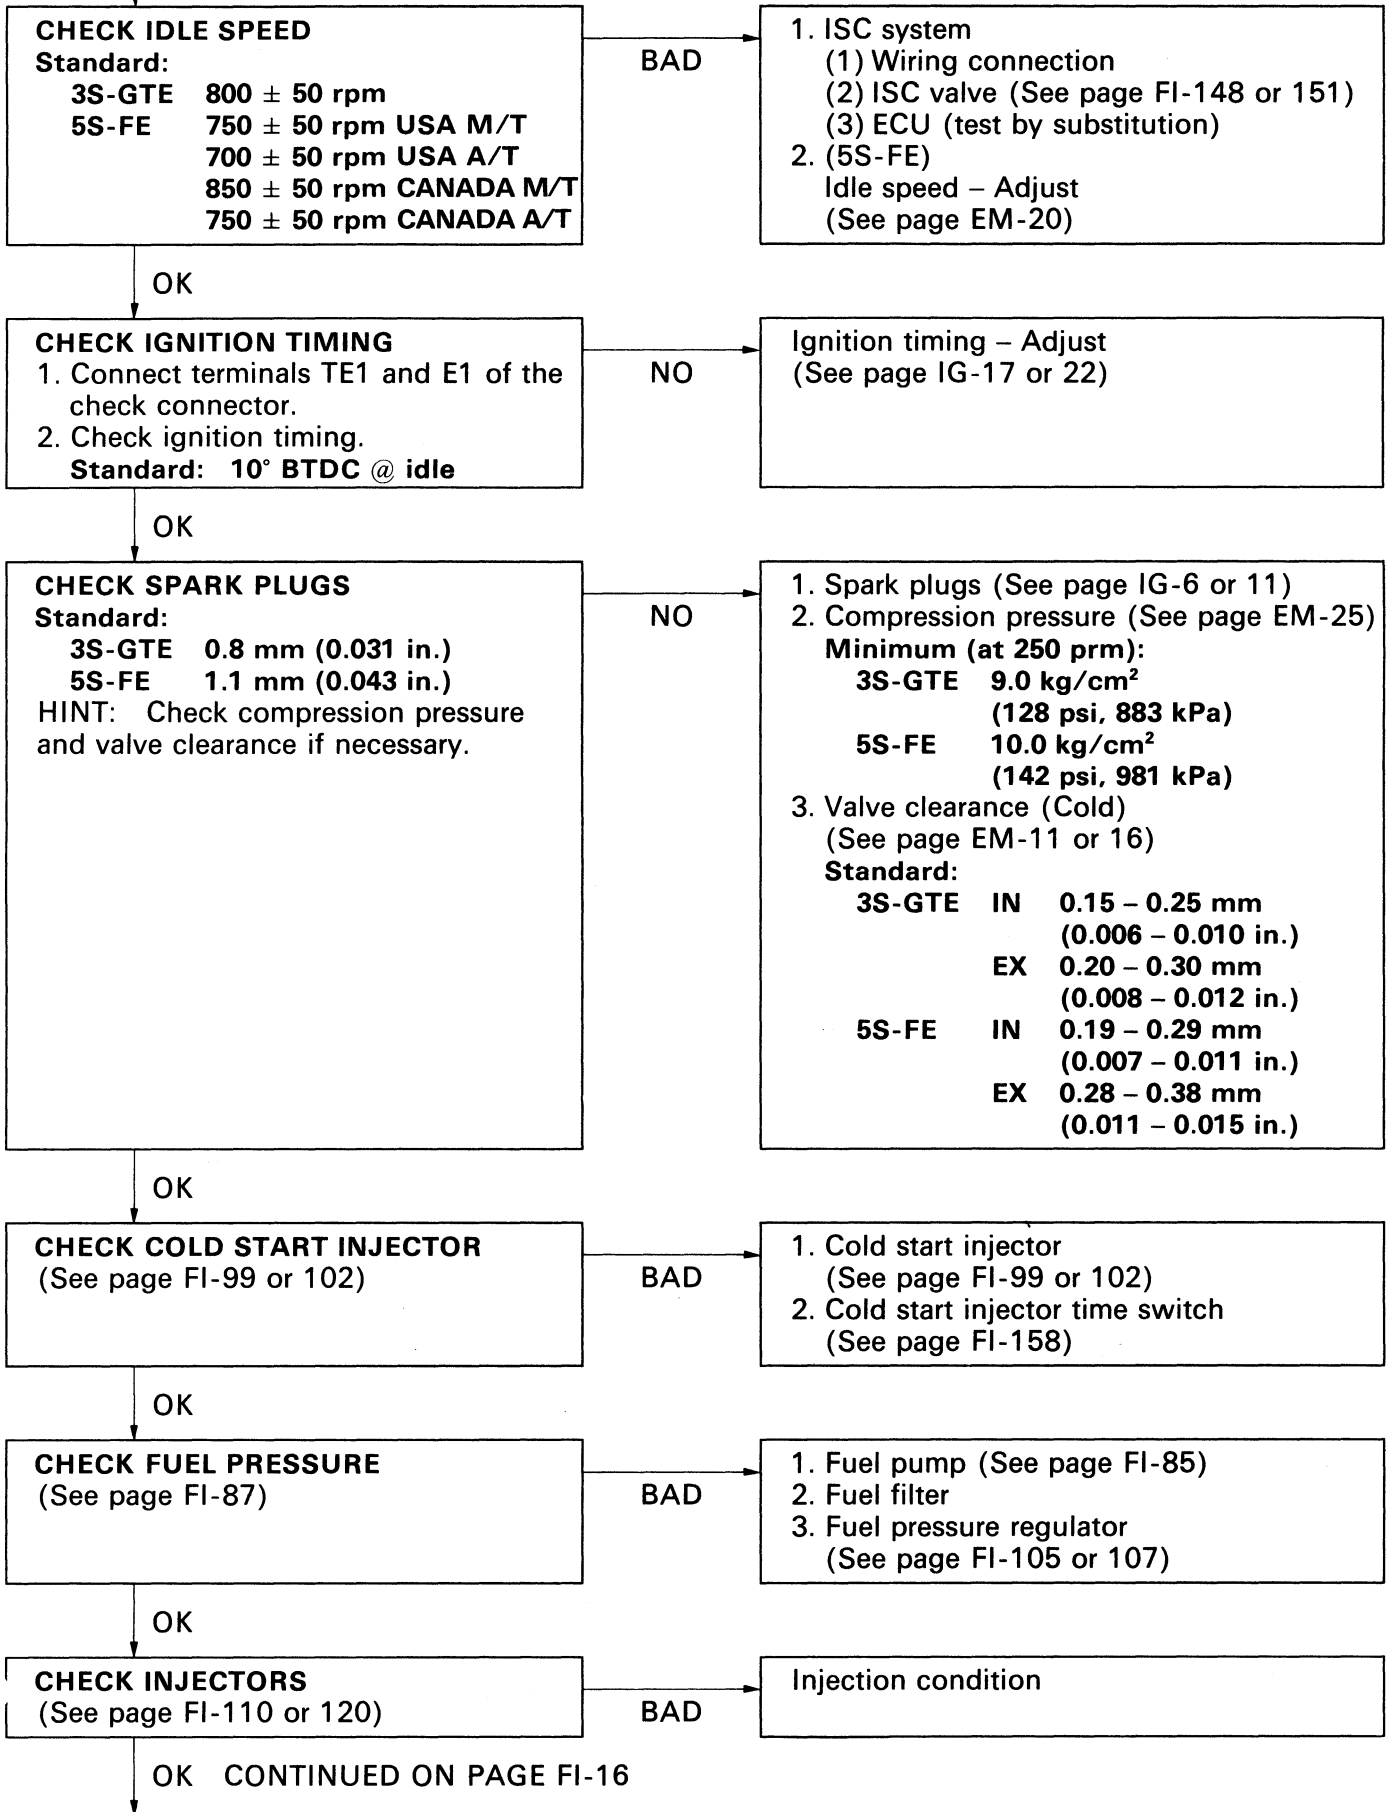 CHECK IDLE SPEED
Standard:
3S-GTE 800 ± 50 rpm
5S-FE 750 ± 50 rpm USA M/T
700 ± 50 rpm USA A/T
850 ± 50 rpm CANADA M/T
750 ± 50 rpm CANADA A/T
BAD
1. ISC system
(1) Wiring connection
(2) ISC valve (See page FI-148 or 151)
(3) ECU (test by substitution)
2. (5S-FE)
Idle speed – Adjust
(See page EM-20)
OK
CHECK IGNITION TIMING
1. Connect terminals TE1 and E1 of the
check connector.
2. Check ignition timing.
Standard: 10° BTDC @ idle
NO
Ignition timing – Adjust
(See page IG-17 or 22)
OK
CHECK SPARK PLUGS
Standard:
3S-GTE 0.8 mm (0.031 in.)
5S-FE 1.1 mm (0.043 in.)
HINT: Check compression pressure
and valve clearance if necessary.
NO
1. Spark plugs (See page IG-6 or 11)
2. Compression pressure (See page EM-25)
Minimum (at 250 prm):
3S-GTE 9.0 kg/cm²
(128 psi, 883 kPa)
5S-FE 10.0 kg/cm²
(142 psi, 981 kPa)
3. Valve clearance (Cold)
(See page EM-11 or 16)
Standard:
3S-GTE IN 0.15 – 0.25 mm
(0.006 – 0.010 in.)
EX 0.20 – 0.30 mm
(0.008 – 0.012 in.)
5S-FE IN 0.19 – 0.29 mm
(0.007 – 0.011 in.)
EX 0.28 – 0.38 mm
(0.011 – 0.015 in.)
OK
CHECK COLD START INJECTOR
(See page FI-99 or 102)
BAD
1. Cold start injector
(See page FI-99 or 102)
2. Cold start injector time switch
(See page FI-158)
OK
CHECK FUEL PRESSURE
(See page FI-87)
BAD
1. Fuel pump (See page FI-85)
2. Fuel filter
3. Fuel pressure regulator
(See page FI-105 or 107)
OK
CHECK INJECTORS
(See page FI-110 or 120)
BAD
Injection condition
OK CONTINUED ON PAGE FI-16